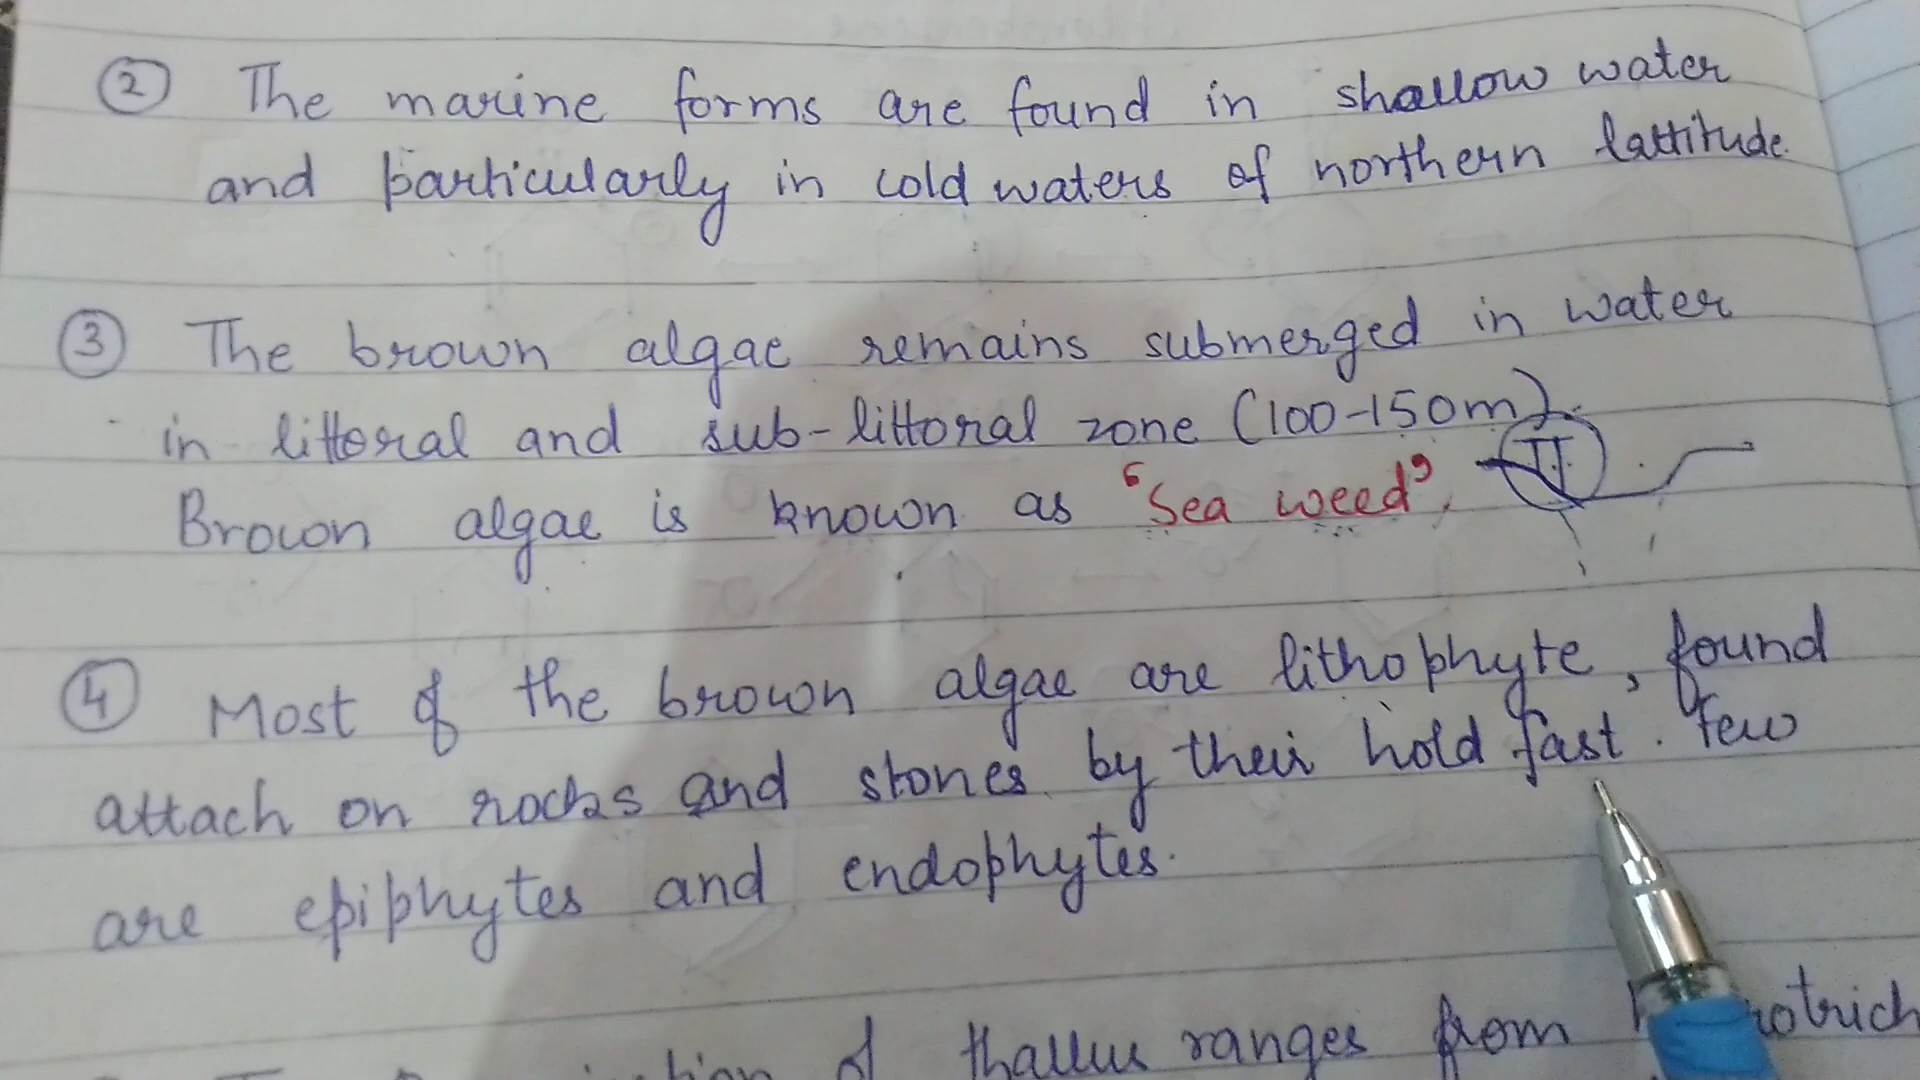 ② The marine forms are found in shallow water
and particularly in cold waters of northern lattitude.
③ The brown algae remains submerged in water
in littoral and sub-littoral zone (100-150m).
Brown algae is known as 'Sea weed',
④ Most of the brown algae are lithophyte, found
attach on rocks and stones by their hold fast. Few
are epiphytes and endophytes.
of thallus ranges from